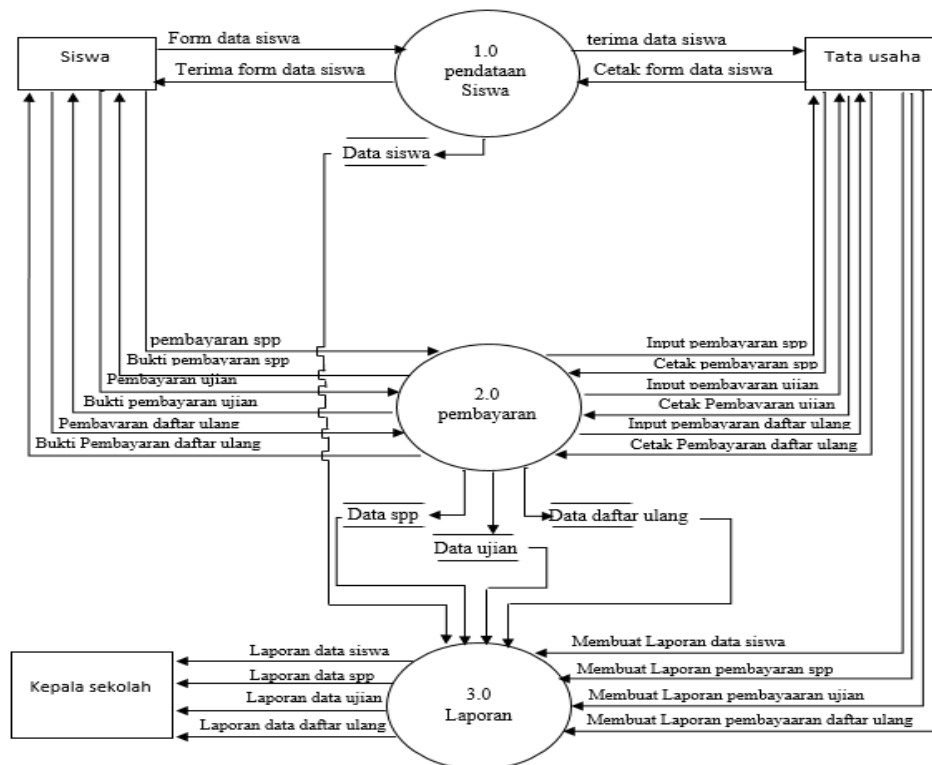 Siswa
Form data siswa
Terima form data siswa
1.0
pendataan
Siswa
terima data siswa
Cetak form data siswa
Tata usaha
Data siswa
pembayaran spp
Bukti pembayaran spp
Pembayaran ujian
Bukti pembayaran ujian
Pembayaran daftar ulang
Bukti Pembayaran daftar ulang
2.0
pembayaran
Input pembayaran spp
Cetak pembayaran spp
Input pembayaran ujian
Cetak Pembayaran ujian
Input pembayaran daftar ulang
Cetak Pembayaran daftar ulang
Data spp
Data ujian
Data daftar ulang
Kepala sekolah
Laporan data siswa
Laporan data spp
Laporan data ujian
Laporan data daftar ulang
3.0
Laporan
Membuat Laporan data siswa
Membuat Laporan pembayaran spp
Membuat Laporan pembayaaran ujian
Membuat Laporan pembayaaran daftar ulang